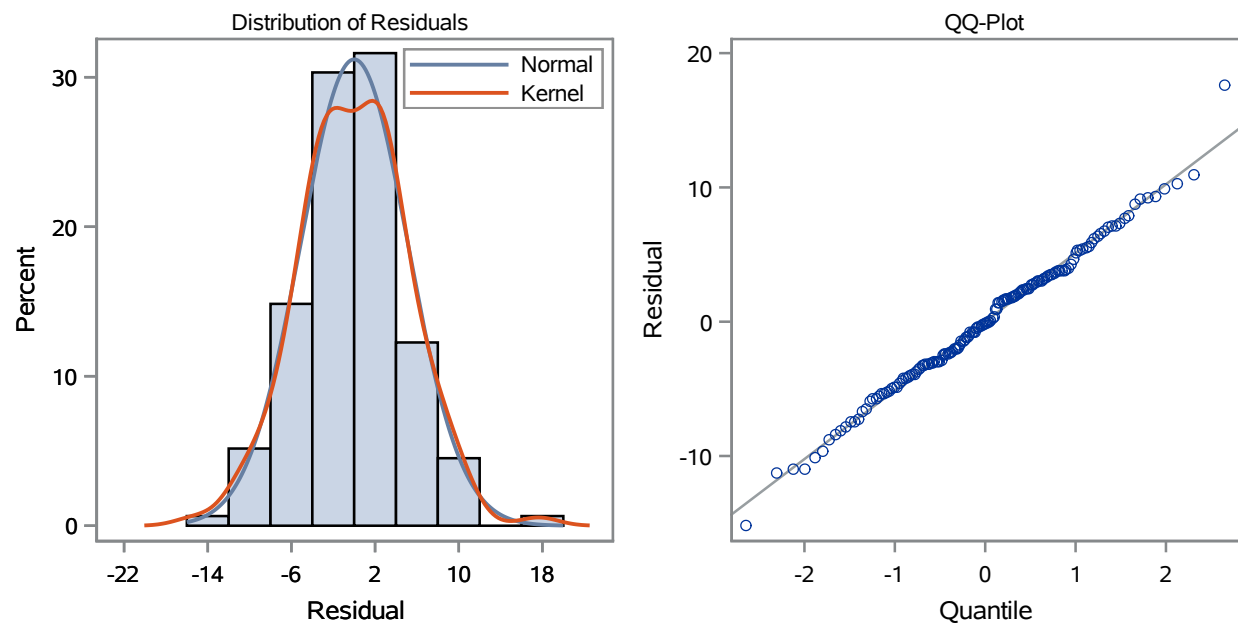 Distribution of Residuals
Normal
Kernel
30
20
10
0
Percent
-22 -14 -6 2 10 18
Residual
QQ-Plot
20
10
0
-10
Residual
-2 -1 0 1 2
Quantile